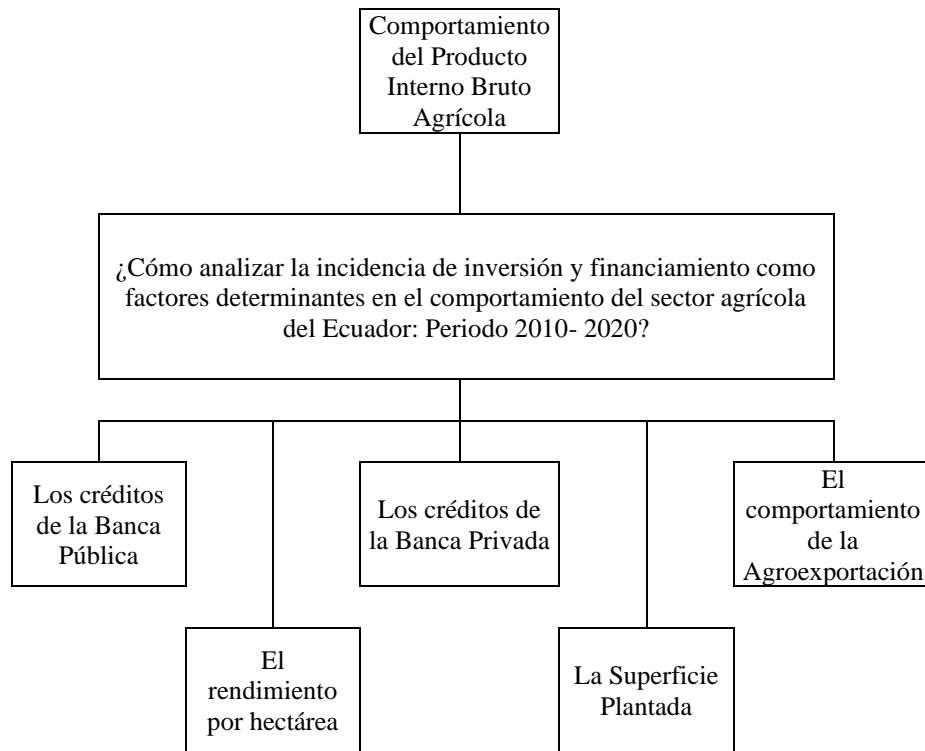 Comportamiento
del Producto
Interno Bruto
Agrícola
¿Cómo analizar la incidencia de inversión y financiamiento como
factores determinantes en el comportamiento del sector agrícola
del Ecuador: Periodo 2010- 2020?
Los créditos
de la Banca
Pública
Los créditos de
la Banca Privada
El
comportamiento
de la
Agroexportación
El
rendimiento
por hectárea
La Superficie
Plantada